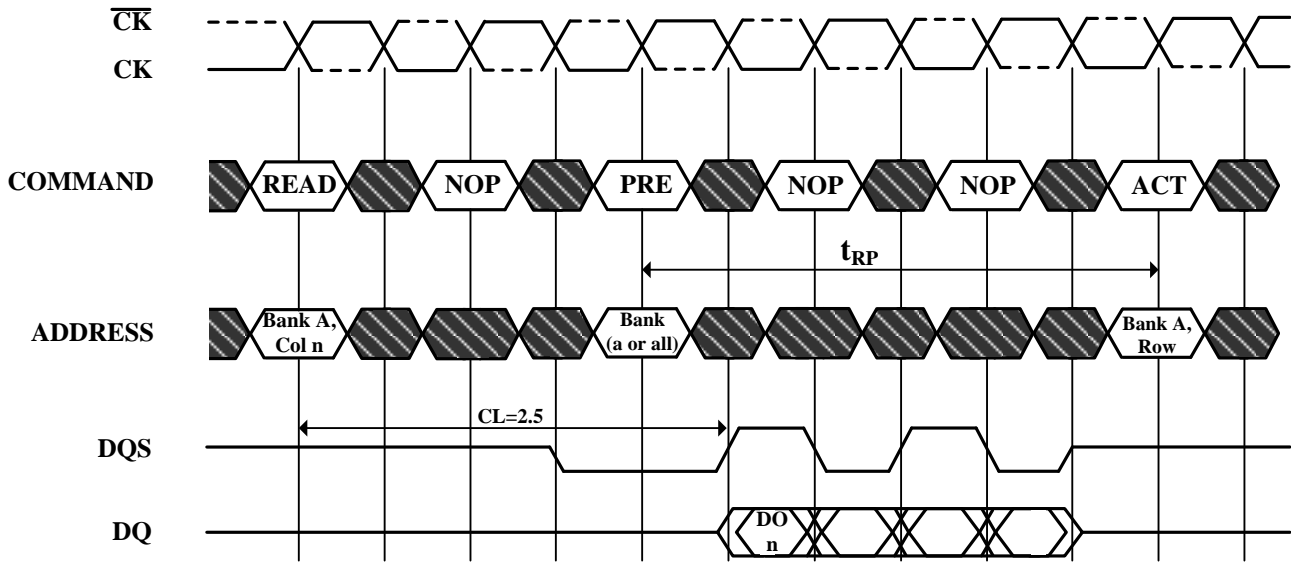 CK
CK
COMMAND
READ
NOP
PRE
NOP
NOP
ACT
tRP
ADDRESS
Bank A,
Col n
Bank
(a or all)
Bank A,
Row
CL=2.5
DQS
DQ
DO
n